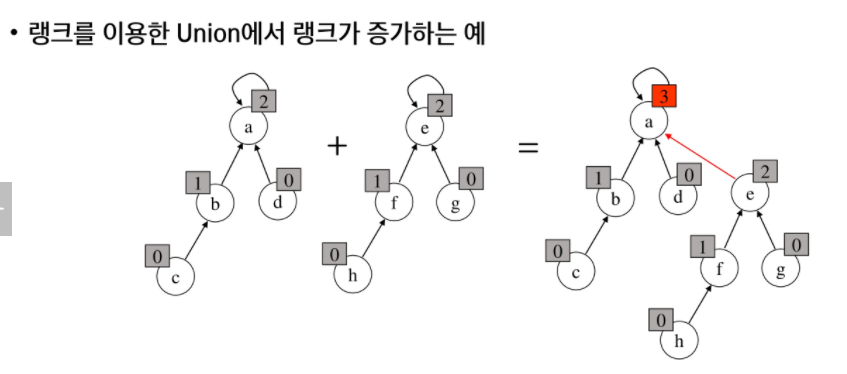 • 랭크를 이용한 Union에서 랭크가 증가하는 예
2 2 3
a + e = a
1 0 1 0 1 0 2
b d f g b d e
0 0 0 1 0
c h c f g
0
h